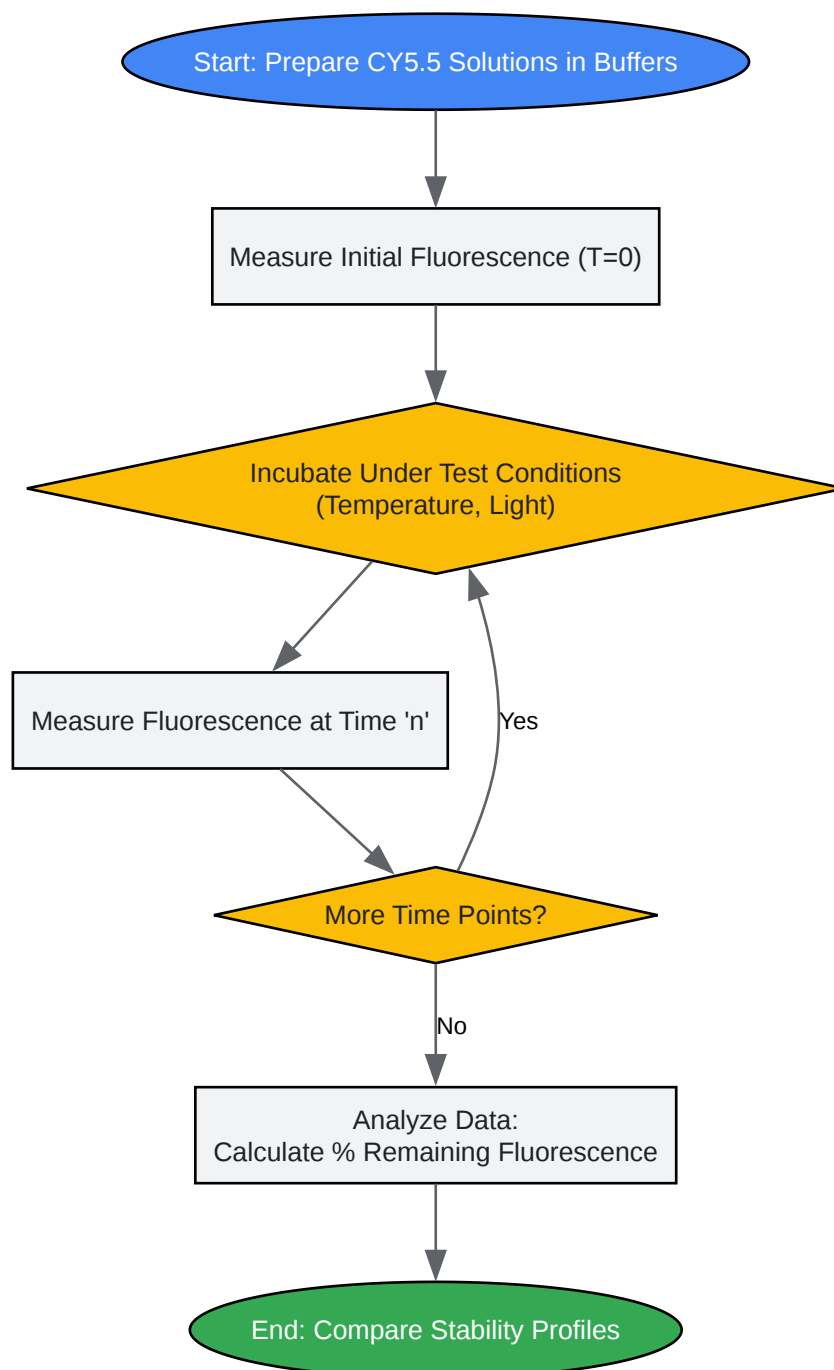 Start: Prepare CY5.5 Solutions in Buffers
Measure Initial Fluorescence (T=0)
Incubate Under Test Conditions
(Temperature, Light)
Measure Fluorescence at Time 'n'
Yes
More Time Points?
No
Analyze Data:
Calculate % Remaining Fluorescence
End: Compare Stability Profiles